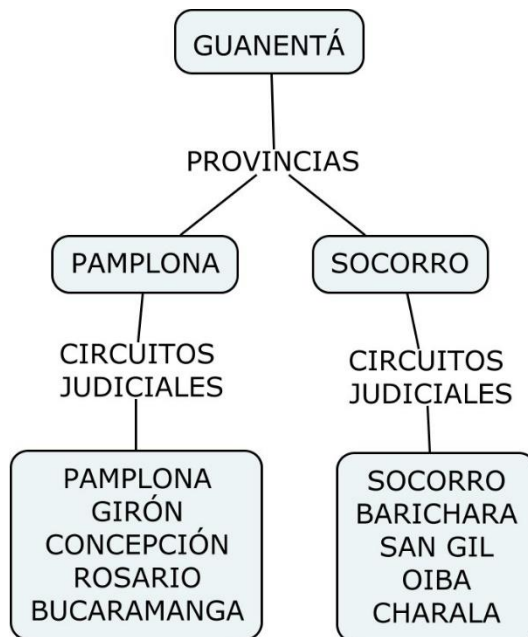 GUANENTÁ
PROVINCIAS
PAMPLONA
SOCORRO
CIRCUITOS
JUDICIALES
CIRCUITOS
JUDICIALES
PAMPLONA
GIRÓN
CONCEPCIÓN
ROSARIO
BUCARAMANGA
SOCORRO
BARICHARA
SAN GIL
OIBA
CHARALA